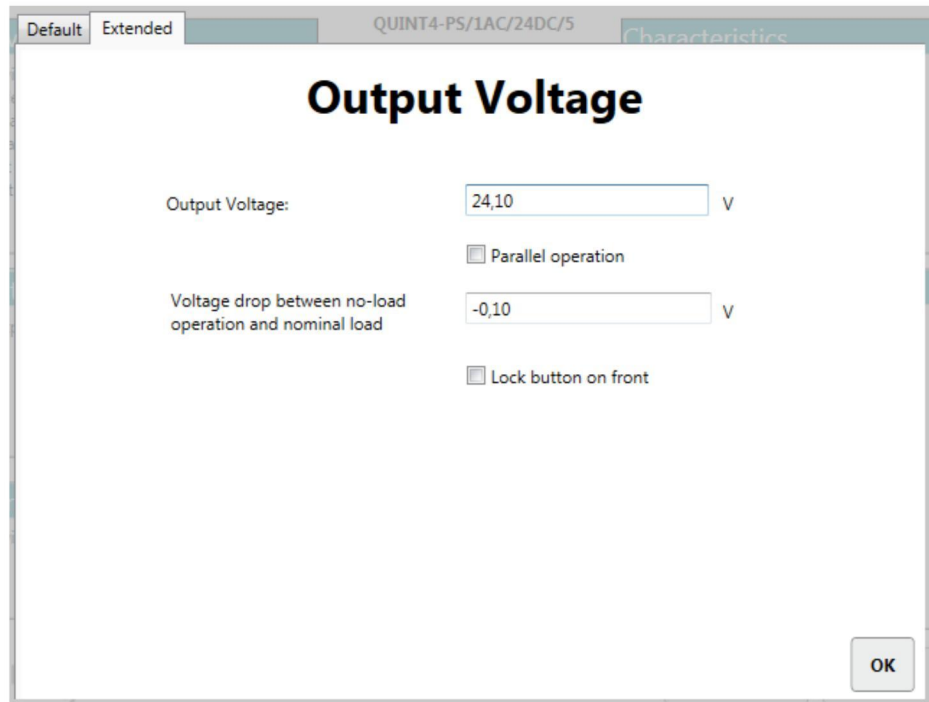 Default
Extended
QUINT4-PS/1AC/24DC/5
Characteristics
Output Voltage
Output Voltage:
24,10
V
Parallel operation
Voltage drop between no-load
operation and nominal load
-0,10
V
Lock button on front
OK